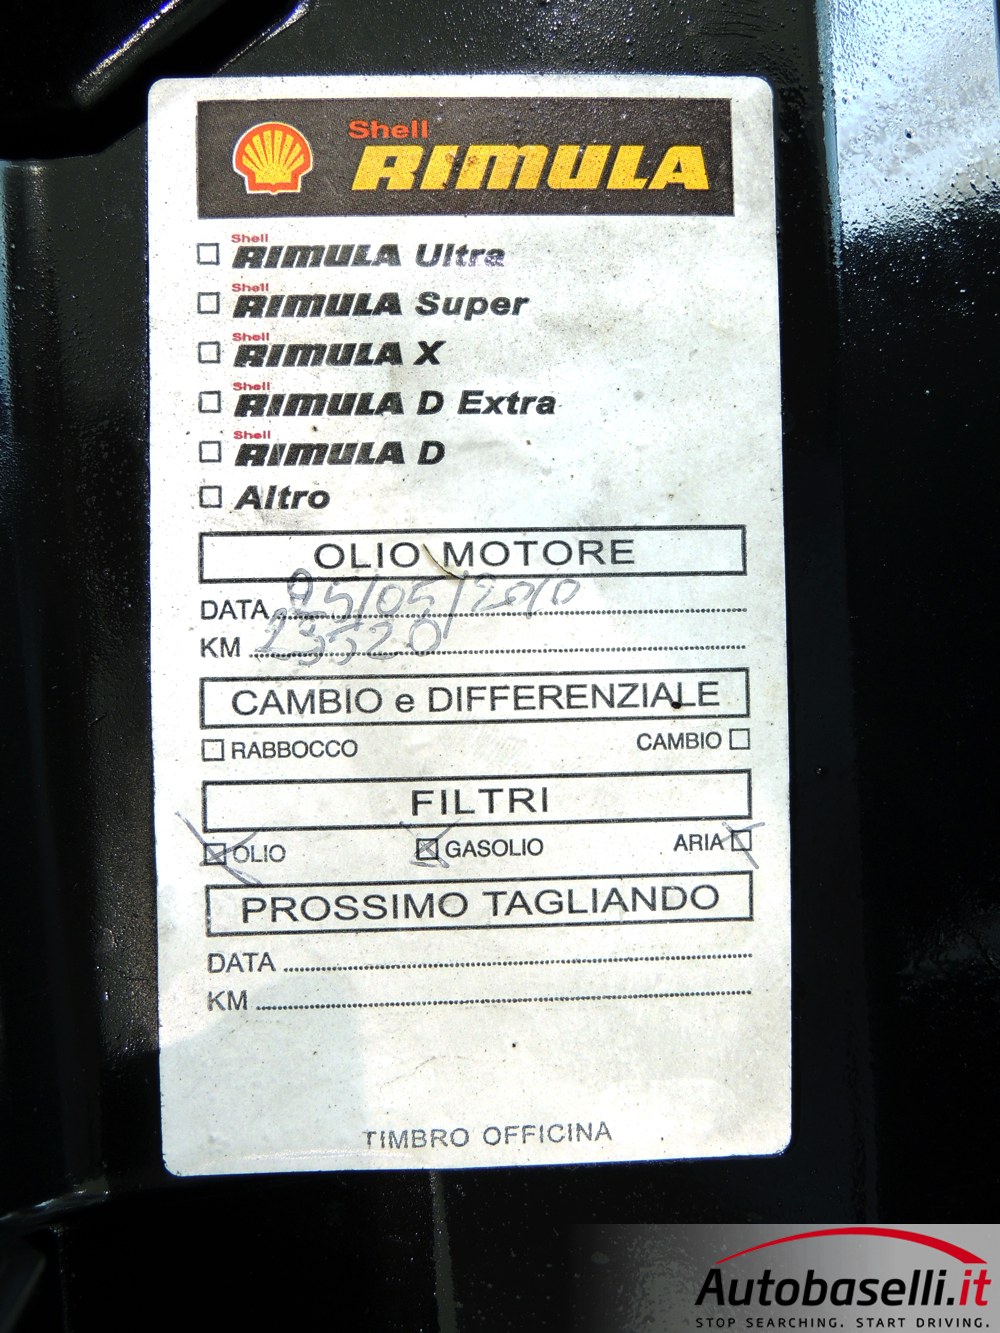 Shell
RIMULA
Shell
RIMULA Ultra
Shell
RIMULA Super
Shell
RIMULA X
Shell
RIMULA D Extra
Shell
RIMULA D
Altro
OLIO MOTORE
DATA 25/05/2010
KM 23520
CAMBIO e DIFFERENZIALE
RABBOCCO CAMBIO
FILTRI
OLIO GASOLIO ARIA
PROSSIMO TAGLIANDO
DATA
KM
TIMBRO OFFICINA
Autobaselli.it
STOP SEARCHING. START DRIVING.